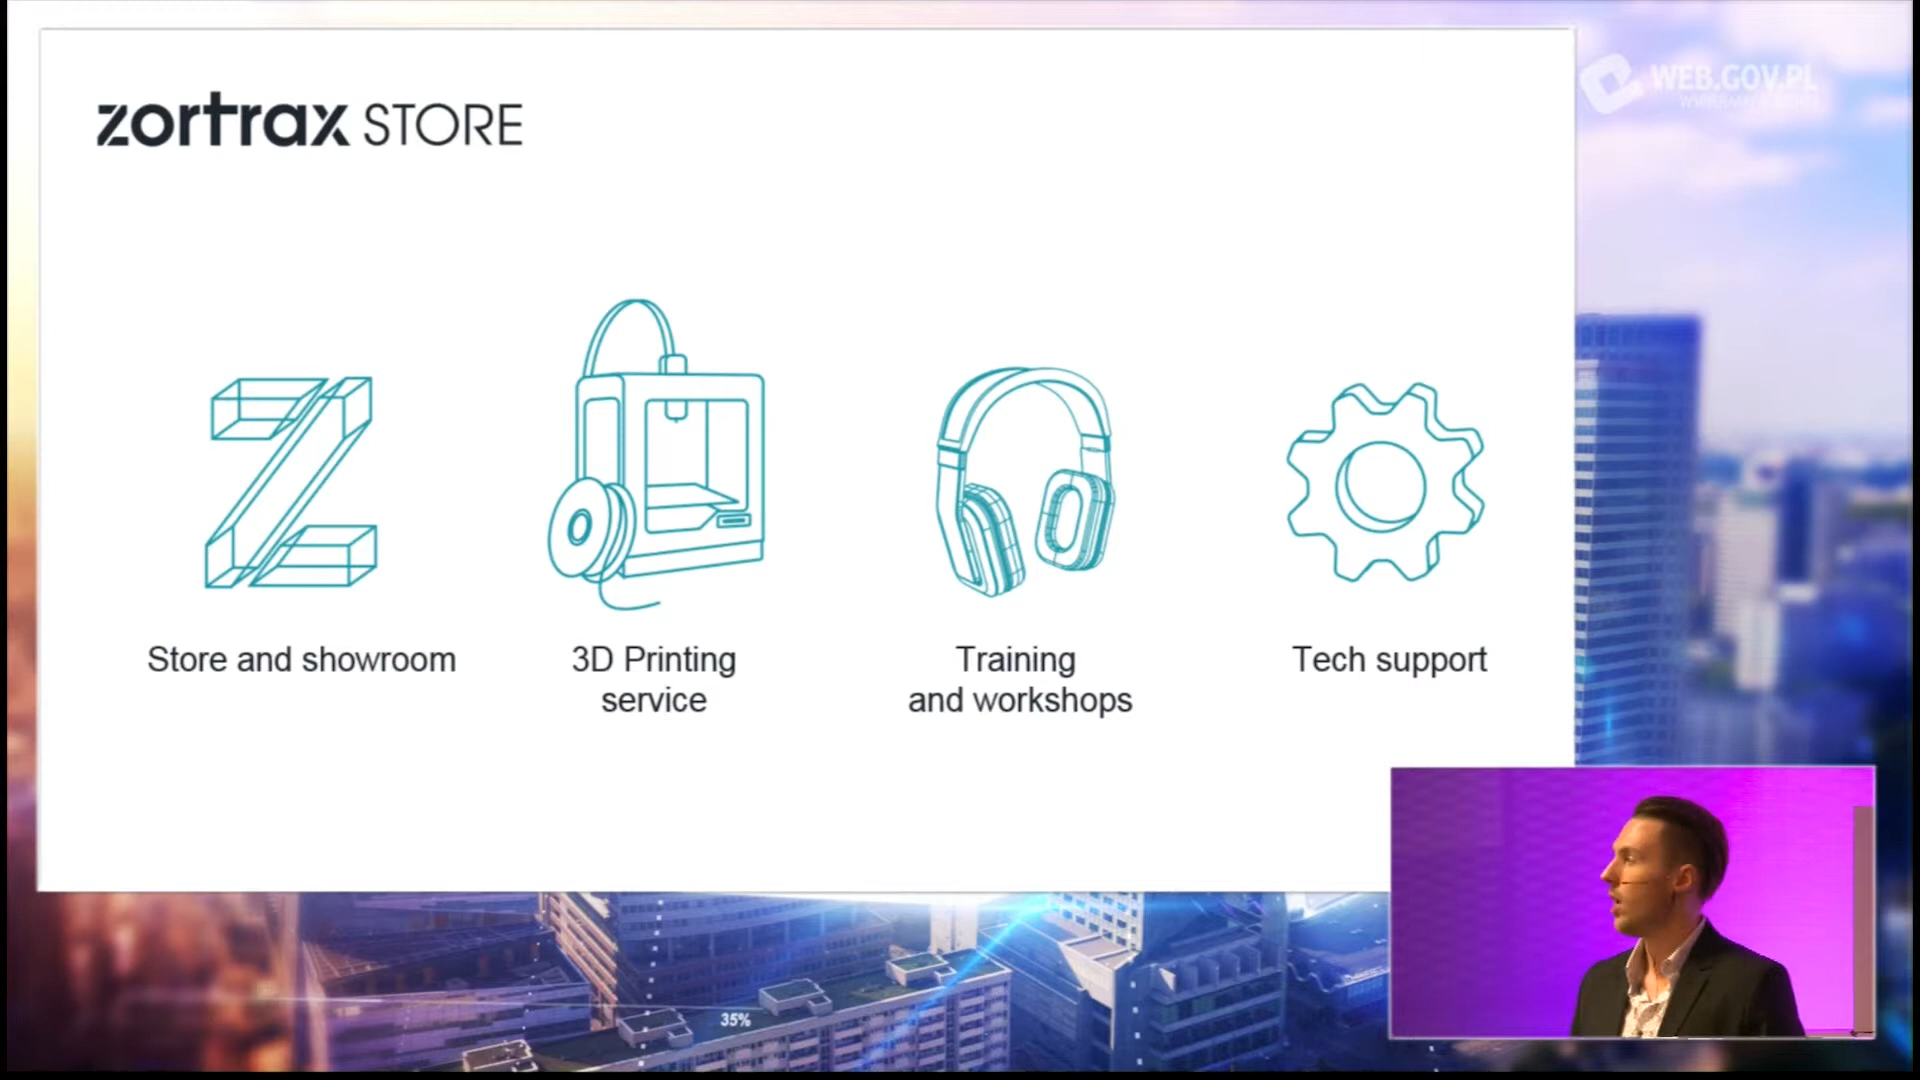 zortrax STORE
WEB.GOV.PL
Store and showroom
3D Printing
service
Training
and workshops
Tech support
35%